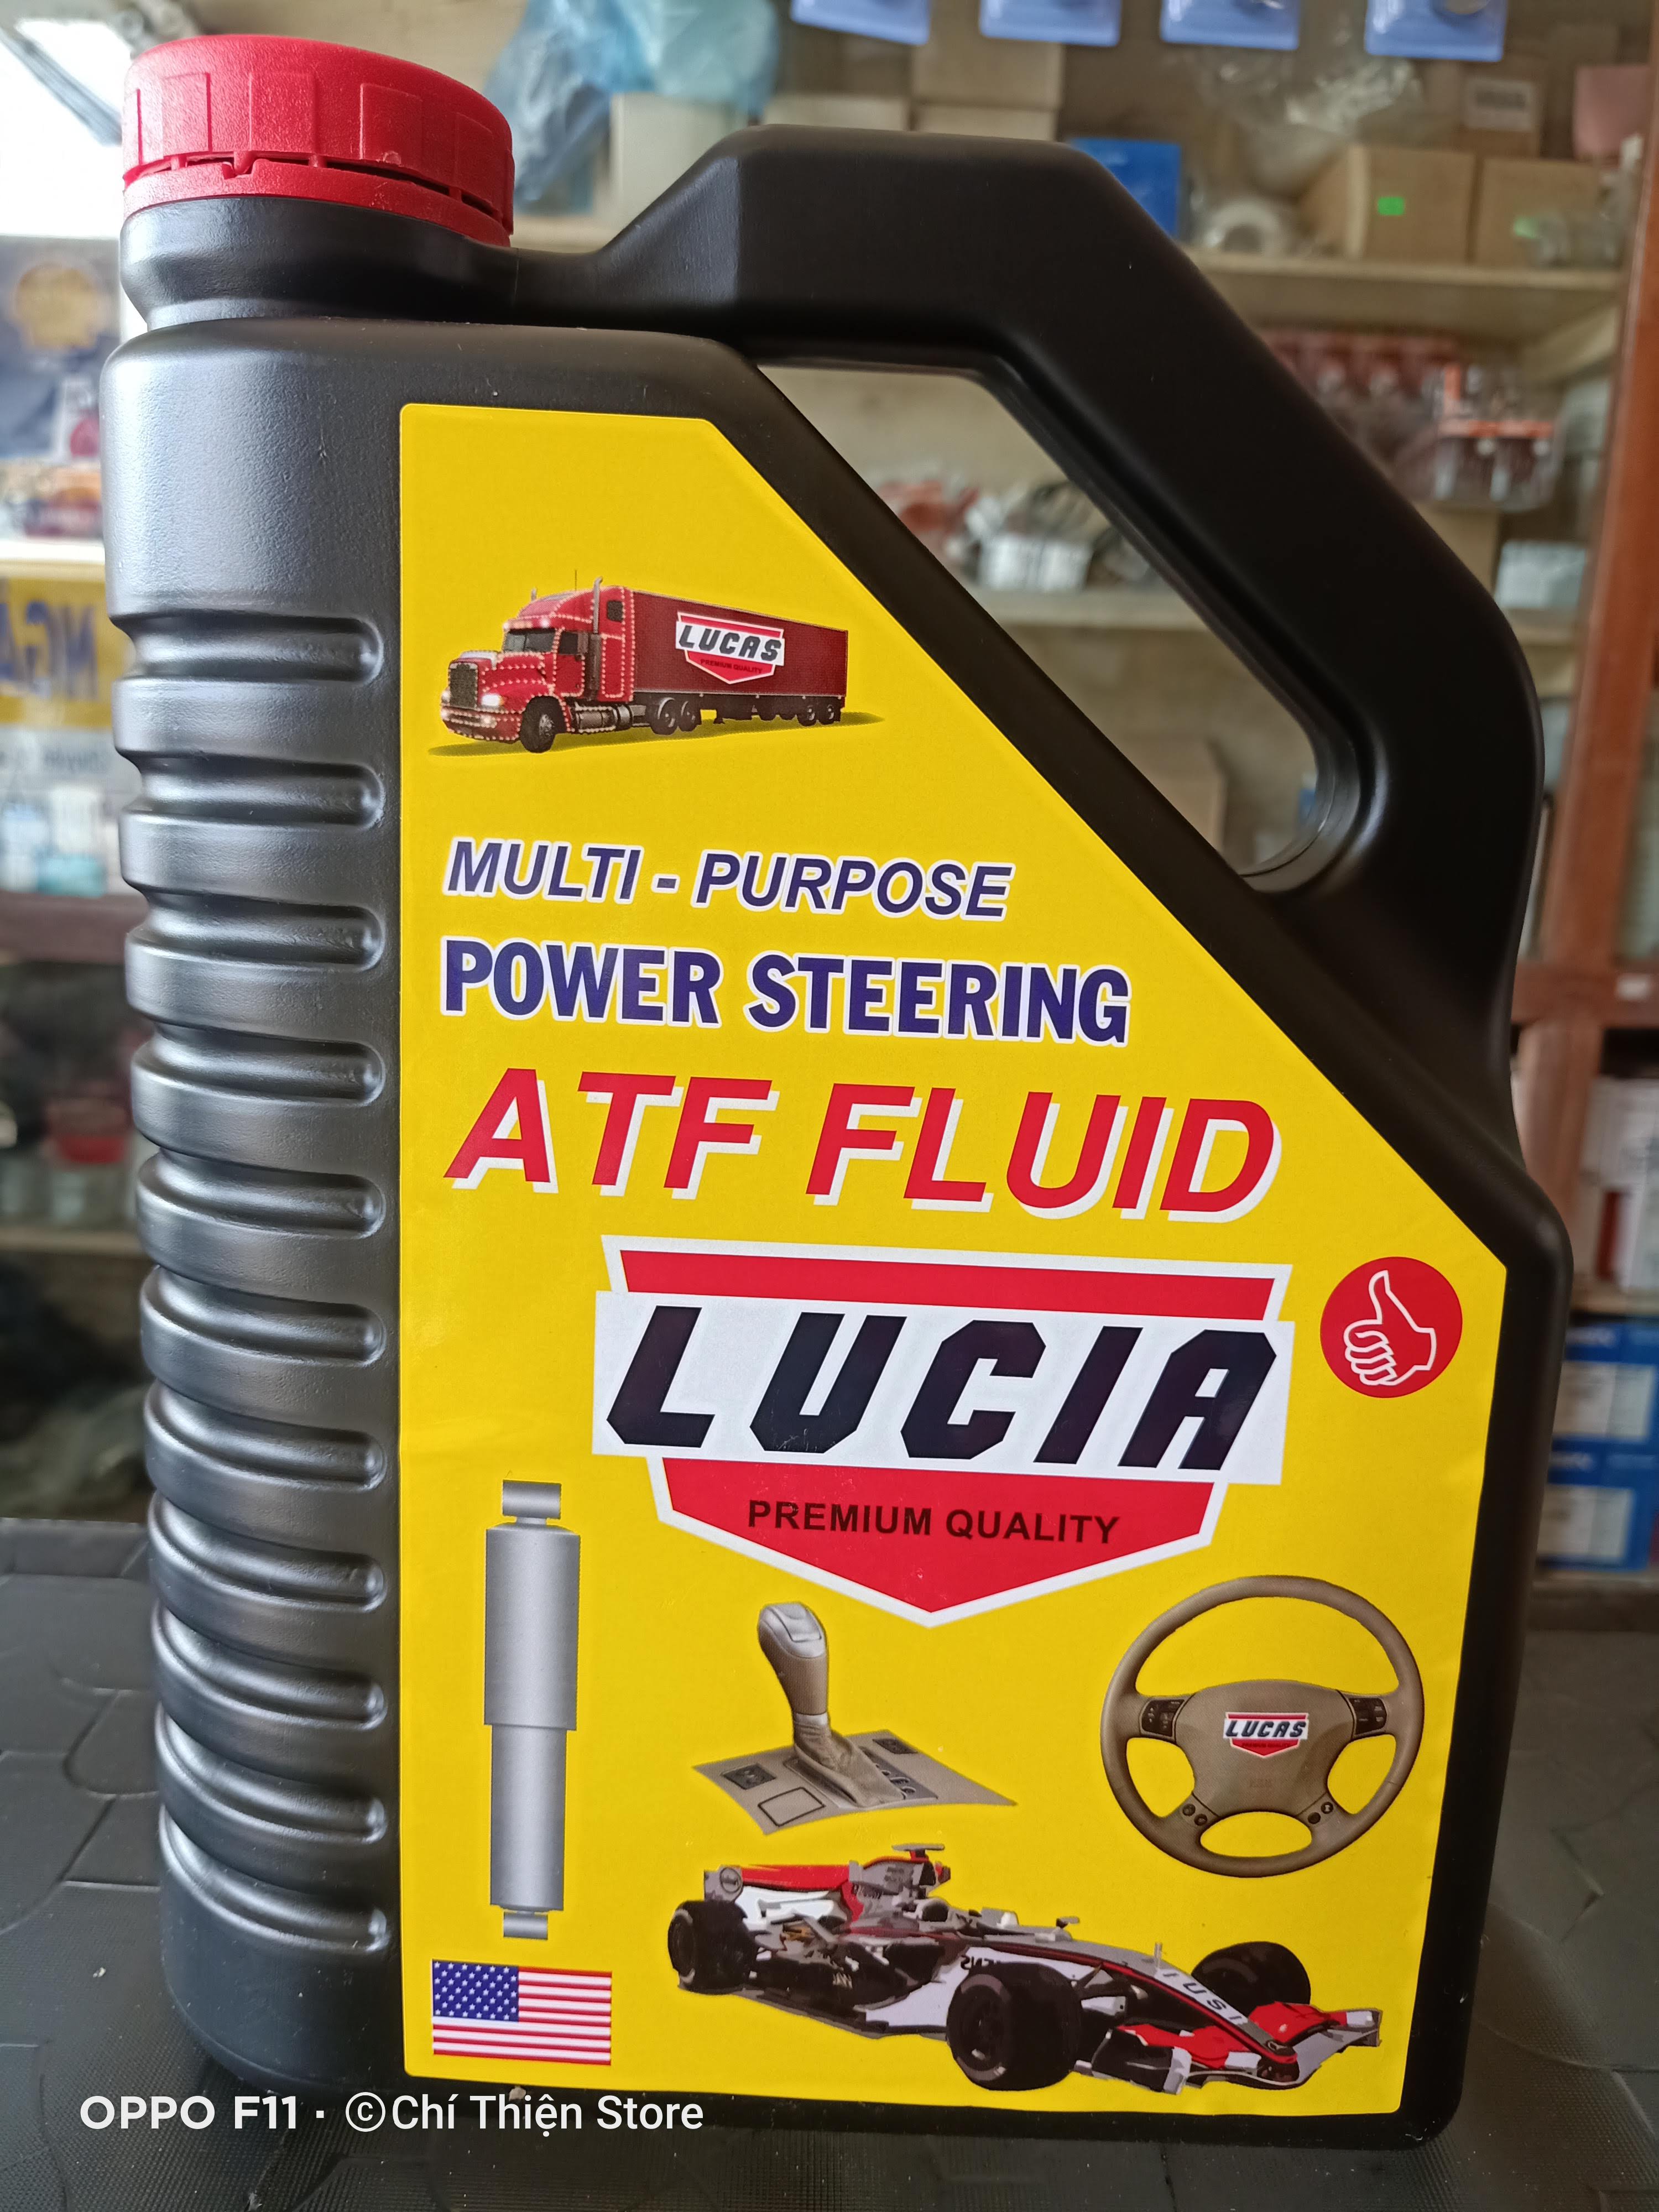 LUCAS
PREMIUM QUALITY
MULTI - PURPOSE
POWER STEERING
ATF FLUID
LUCIA
PREMIUM QUALITY
LUCAS
OPPO F11 · ©Chí Thiện Store